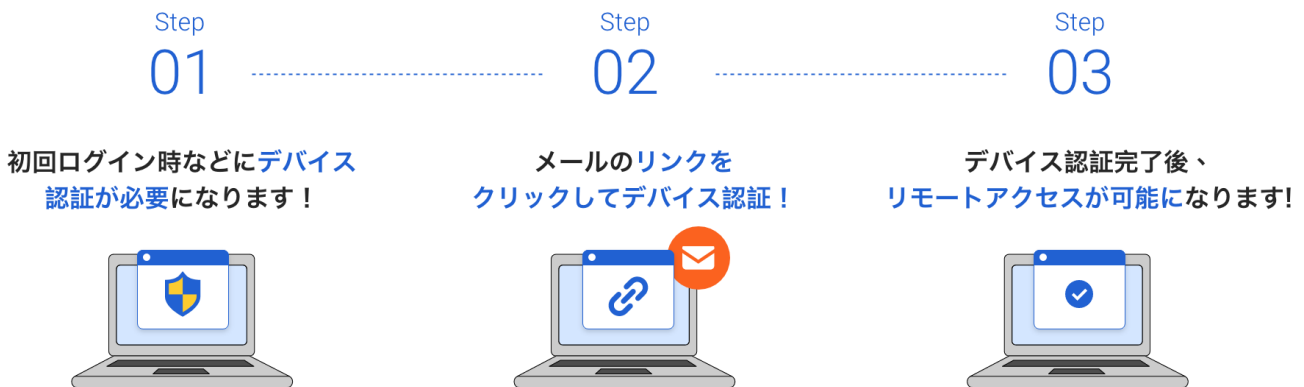 Step
01
初回ログイン時などにデバイス
認証が必要になります！
Step
02
メールのリンクを
クリックしてデバイス認証！
Step
03
デバイス認証完了後、
リモートアクセスが可能になります!